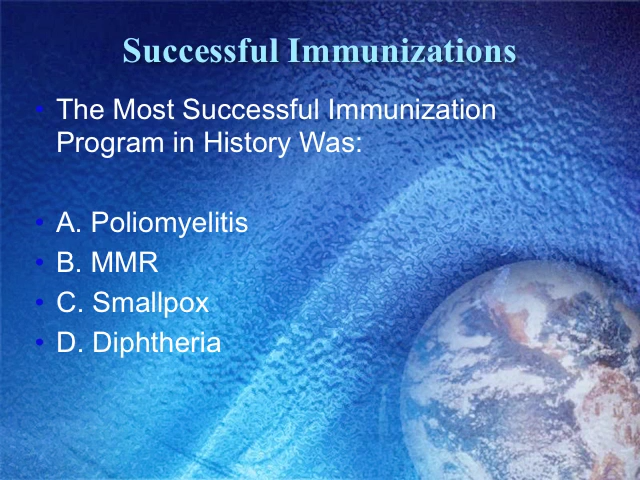 Successful Immunizations
• The Most Successful Immunization
Program in History Was:
• A. Poliomyelitis
• B. MMR
• C. Smallpox
• D. Diphtheria